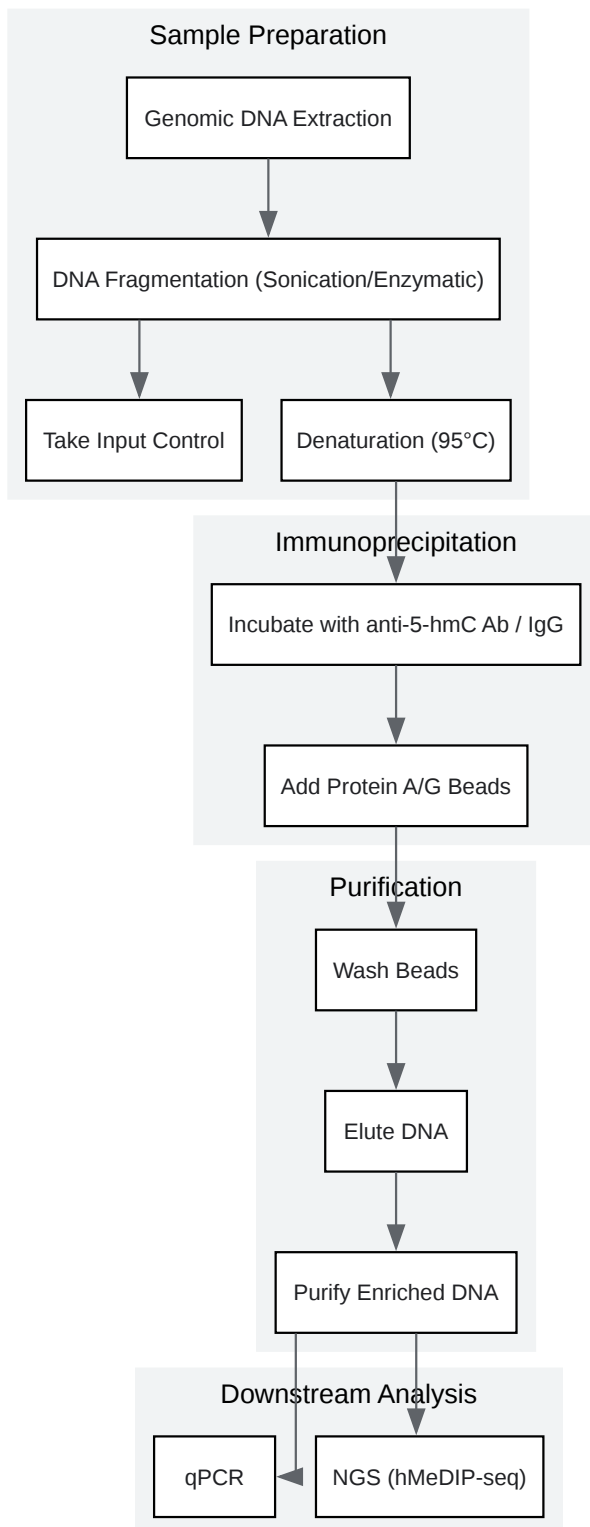 Sample Preparation
Genomic DNA Extraction
DNA Fragmentation (Sonication/Enzymatic)
Take Input Control
Denaturation (95°C)
Immunoprecipitation
Incubate with anti-5-hmC Ab / IgG
Add Protein A/G Beads
Purification
Wash Beads
Elute DNA
Purify Enriched DNA
Downstream Analysis
qPCR
NGS (hMeDIP-seq)